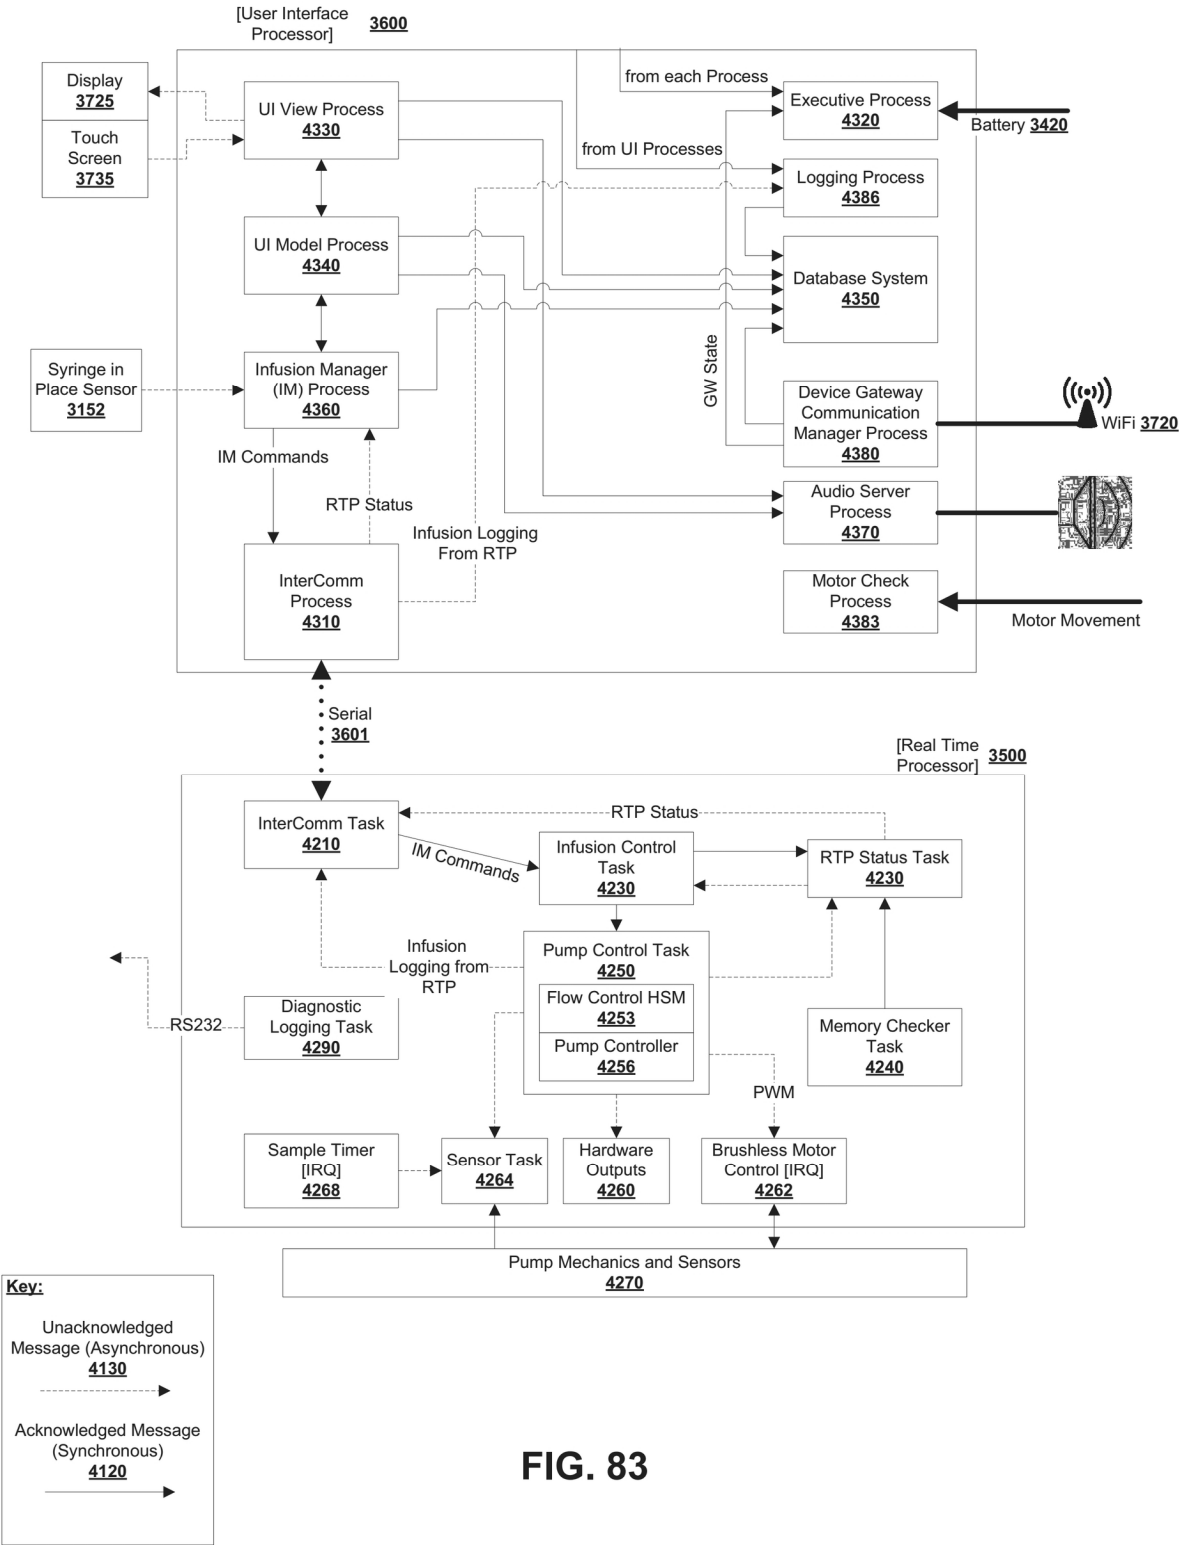 [User Interface
Processor]
3600
Display
3725
Touch
Screen
3735
UI View Process
4330
from each Process
Executive Process
4320
Battery 3420
from UI Processes
Logging Process
4386
UI Model Process
4340
Database System
4350
Syringe in
Place Sensor
3152
Infusion Manager
(IM) Process
4360
GW State
Device Gateway
Communication
Manager Process
4380
WiFi 3720
IM Commands
RTP Status
Infusion Logging
From RTP
Audio Server
Process
4370
InterComm
Process
4310
Motor Check
Process
4383
Motor Movement
Serial
3601
[Real Time
Processor]
3500
InterComm Task
4210
RTP Status
IM Commands
Infusion Control
Task
4230
RTP Status Task
4230
Infusion
Logging from
RTP
Pump Control Task
4250
Flow Control HSM
4253
Pump Controller
4256
RS232
Diagnostic
Logging Task
4290
Memory Checker
Task
4240
PWM
Sample Timer
[IRQ]
4268
Sensor Task
4264
Hardware
Outputs
4260
Brushless Motor
Control [IRQ]
4262
Pump Mechanics and Sensors
4270
Key:
Unacknowledged
Message (Asynchronous)
4130
Acknowledged Message
(Synchronous)
4120
FIG. 83